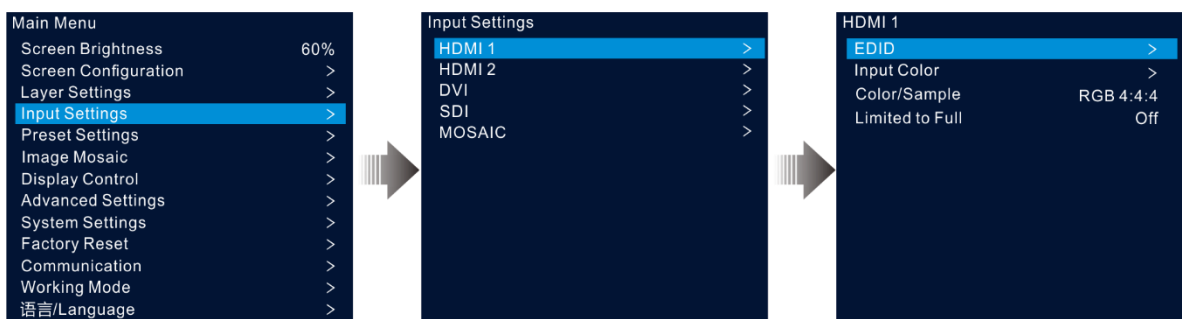 Main Menu
Screen Brightness 60%
Screen Configuration >
Layer Settings >
Input Settings >
Preset Settings >
Image Mosaic >
Display Control >
Advanced Settings >
System Settings >
Factory Reset >
Communication >
Working Mode >
语言/Language >
Input Settings
HDMI 1 >
HDMI 2 >
DVI >
SDI >
MOSAIC >
HDMI 1
EDID >
Input Color >
Color/Sample RGB 4:4:4
Limited to Full Off